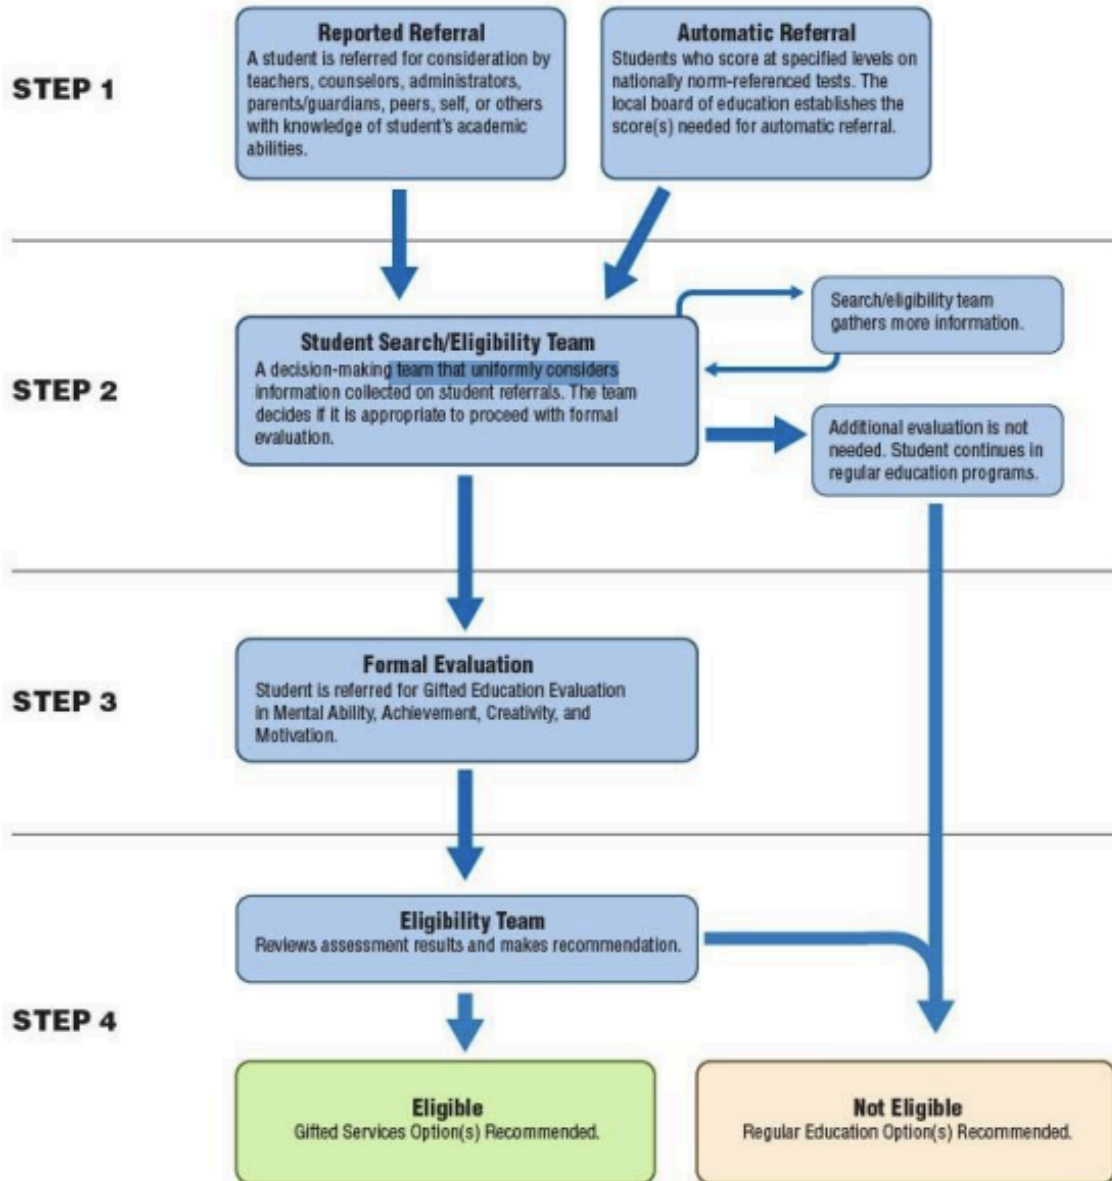 STEP 1
Reported Referral
A student is referred for consideration by
teachers, counselors, administrators,
parents/guardians, peers, self, or others
with knowledge of student's academic
abilities.
Automatic Referral
Students who score at specified levels on
nationally norm-referenced tests. The
local board of education establishes the
score(s) needed for automatic referral.
STEP 2
Student Search/Eligibility Team
A decision-making team that uniformly considers
information collected on student referrals. The team
decides if it is appropriate to proceed with formal
evaluation.
Search/eligibility team
gathers more information.
Additional evaluation is not
needed. Student continues in
regular education programs.
STEP 3
Formal Evaluation
Student is referred for Gifted Education Evaluation
in Mental Ability, Achievement, Creativity, and
Motivation.
STEP 4
Eligibility Team
Reviews assessment results and makes recommendation.
Eligible
Gifted Services Option(s) Recommended.
Not Eligible
Regular Education Option(s) Recommended.